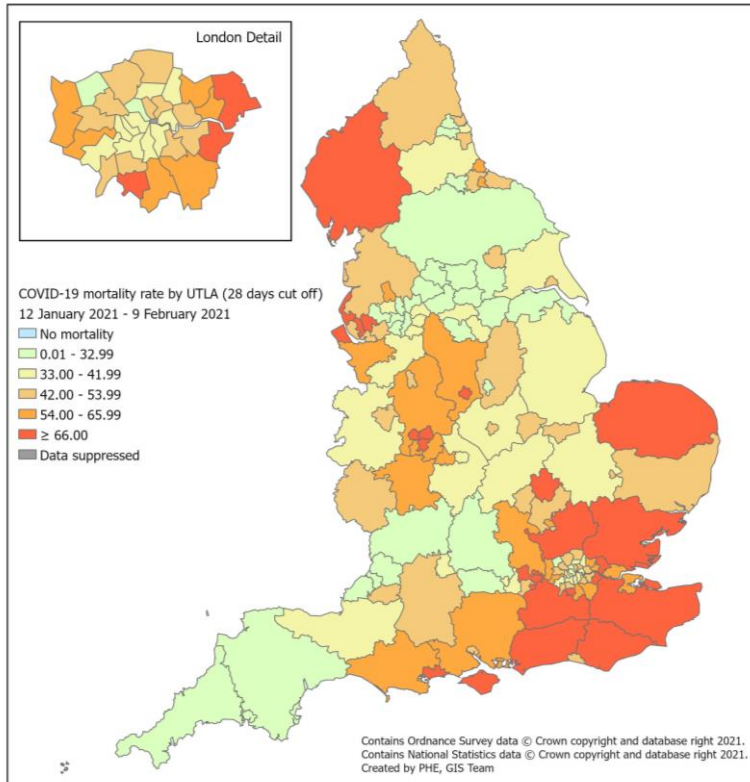 London Detail
COVID-19 mortality rate by UTLA (28 days cut off)
12 January 2021 - 9 February 2021
No mortality
0.01 - 32.99
33.00 - 41.99
42.00 - 53.99
54.00 - 65.99
≥ 66.00
Data suppressed
Contains Ordnance Survey data © Crown copyright and database right 2021.
Contains National Statistics data © Crown copyright and database right 2021.
Created by PHE, GIS Team